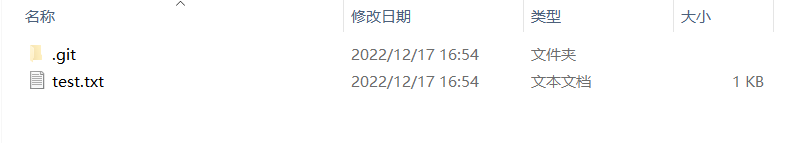 名称 修改日期 类型 大小
.git 2022/12/17 16:54 文件夹
test.txt 2022/12/17 16:54 文本文档 1 KB